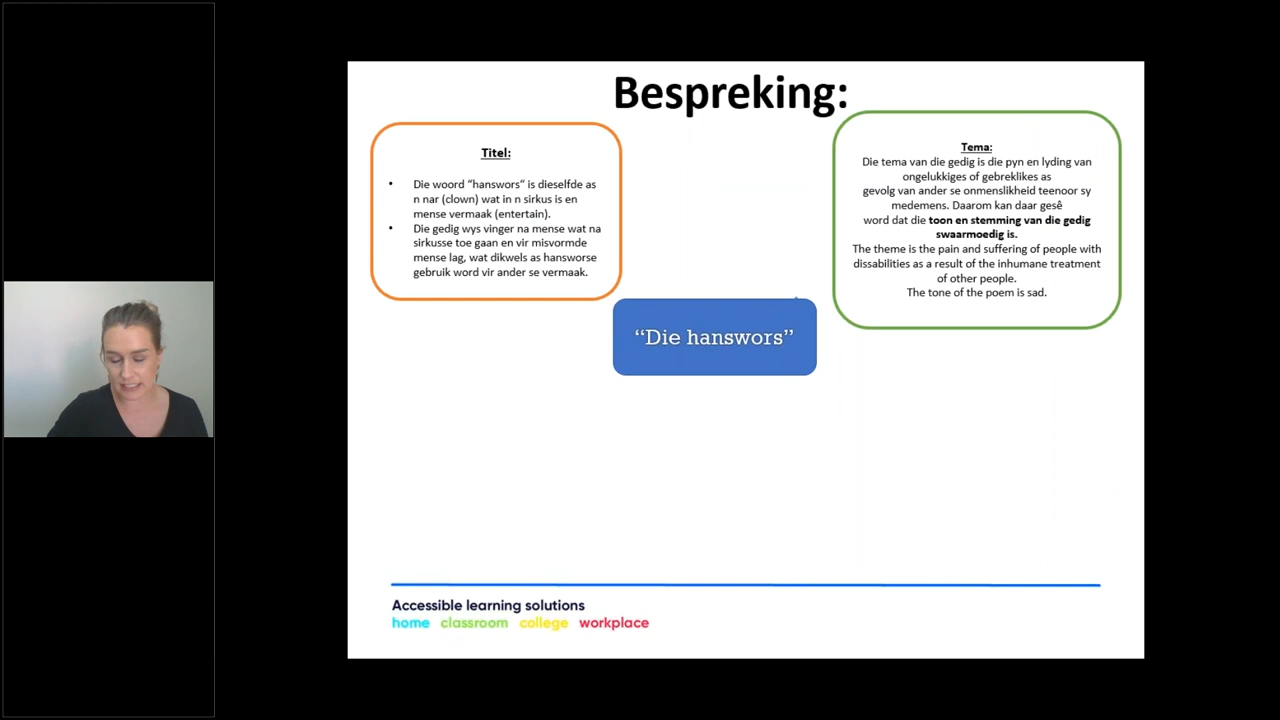 Bespreking:
Titel:
• Die woord “hanswors“ is dieselfde as
n nar (clown) wat in n sirkus is en
mense vermaak (entertain).
• Die gedig wys vinger na mense wat na
sirkusse toe gaan en vir misvormde
mense lag, wat dikwels as hansworse
gebruik word vir ander se vermaak.
Tema:
Die tema van die gedig is die pyn en lyding van
ongelukkiges of gebreklikes as
gevolg van ander se onmenslikheid teenoor sy
medemens. Daarom kan daar gesê
word dat die toon en stemming van die gedig
swaarmoedig is.
The theme is the pain and suffering of people with
dissabilities as a result of the inhumane treatment
of other people.
The tone of the poem is sad.
“Die hanswors”
Accessible learning solutions
home classroom college workplace